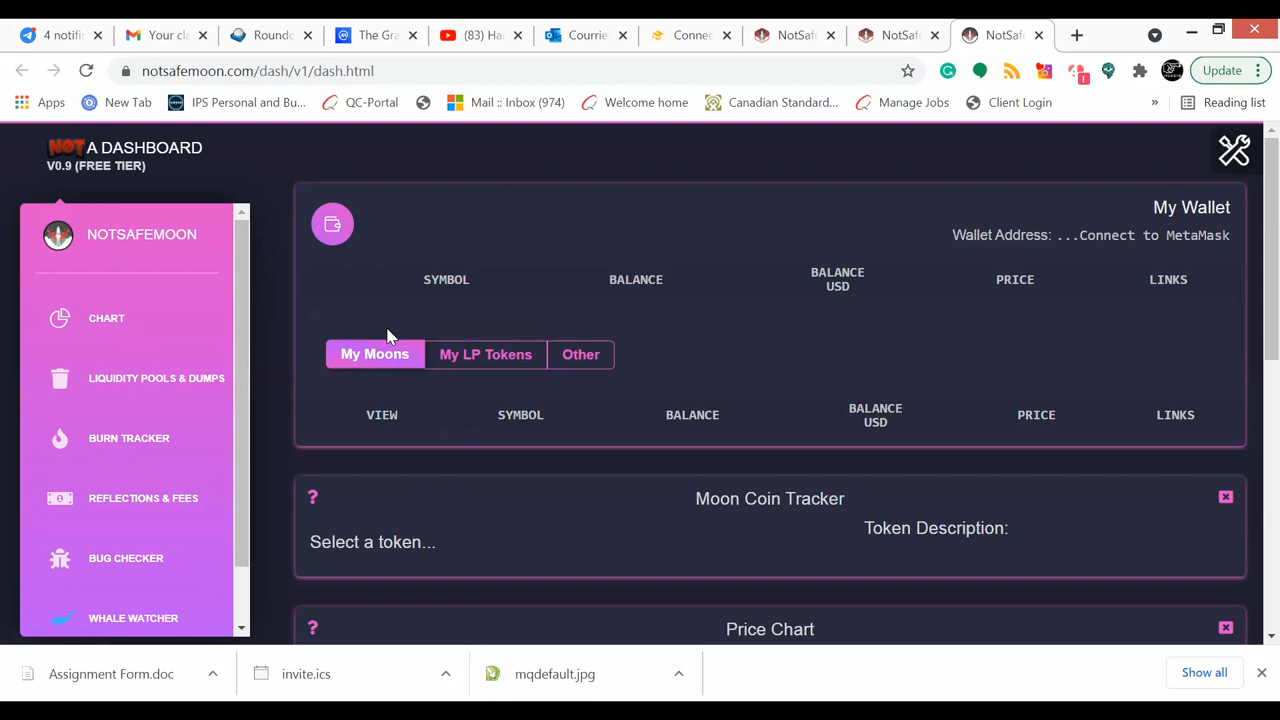 4 notifi
Your cla
Roundc
The Gra
(83) Ha
Courrie
Connec
NotSaf
NotSaf
NotSaf
notsafemoon.com/dash/v1/dash.html
Update
Apps
New Tab
IPS Personal and Bu...
QC-Portal
Mail :: Inbox (974)
Welcome home
Canadian Standard...
Manage Jobs
Client Login
»
Reading list
NOT A DASHBOARD
V0.9 (FREE TIER)
NOTSAFEMOON
CHART
LIQUIDITY POOLS & DUMPS
BURN TRACKER
REFLECTIONS & FEES
BUG CHECKER
WHALE WATCHER
My Wallet
Wallet Address: ...Connect to MetaMask
SYMBOL BALANCE BALANCE USD PRICE LINKS
My Moons My LP Tokens Other
VIEW SYMBOL BALANCE BALANCE USD PRICE LINKS
? Moon Coin Tracker
Select a token...
Token Description:
? Price Chart
Assignment Form.doc
invite.ics
mqdefault.jpg
Show all